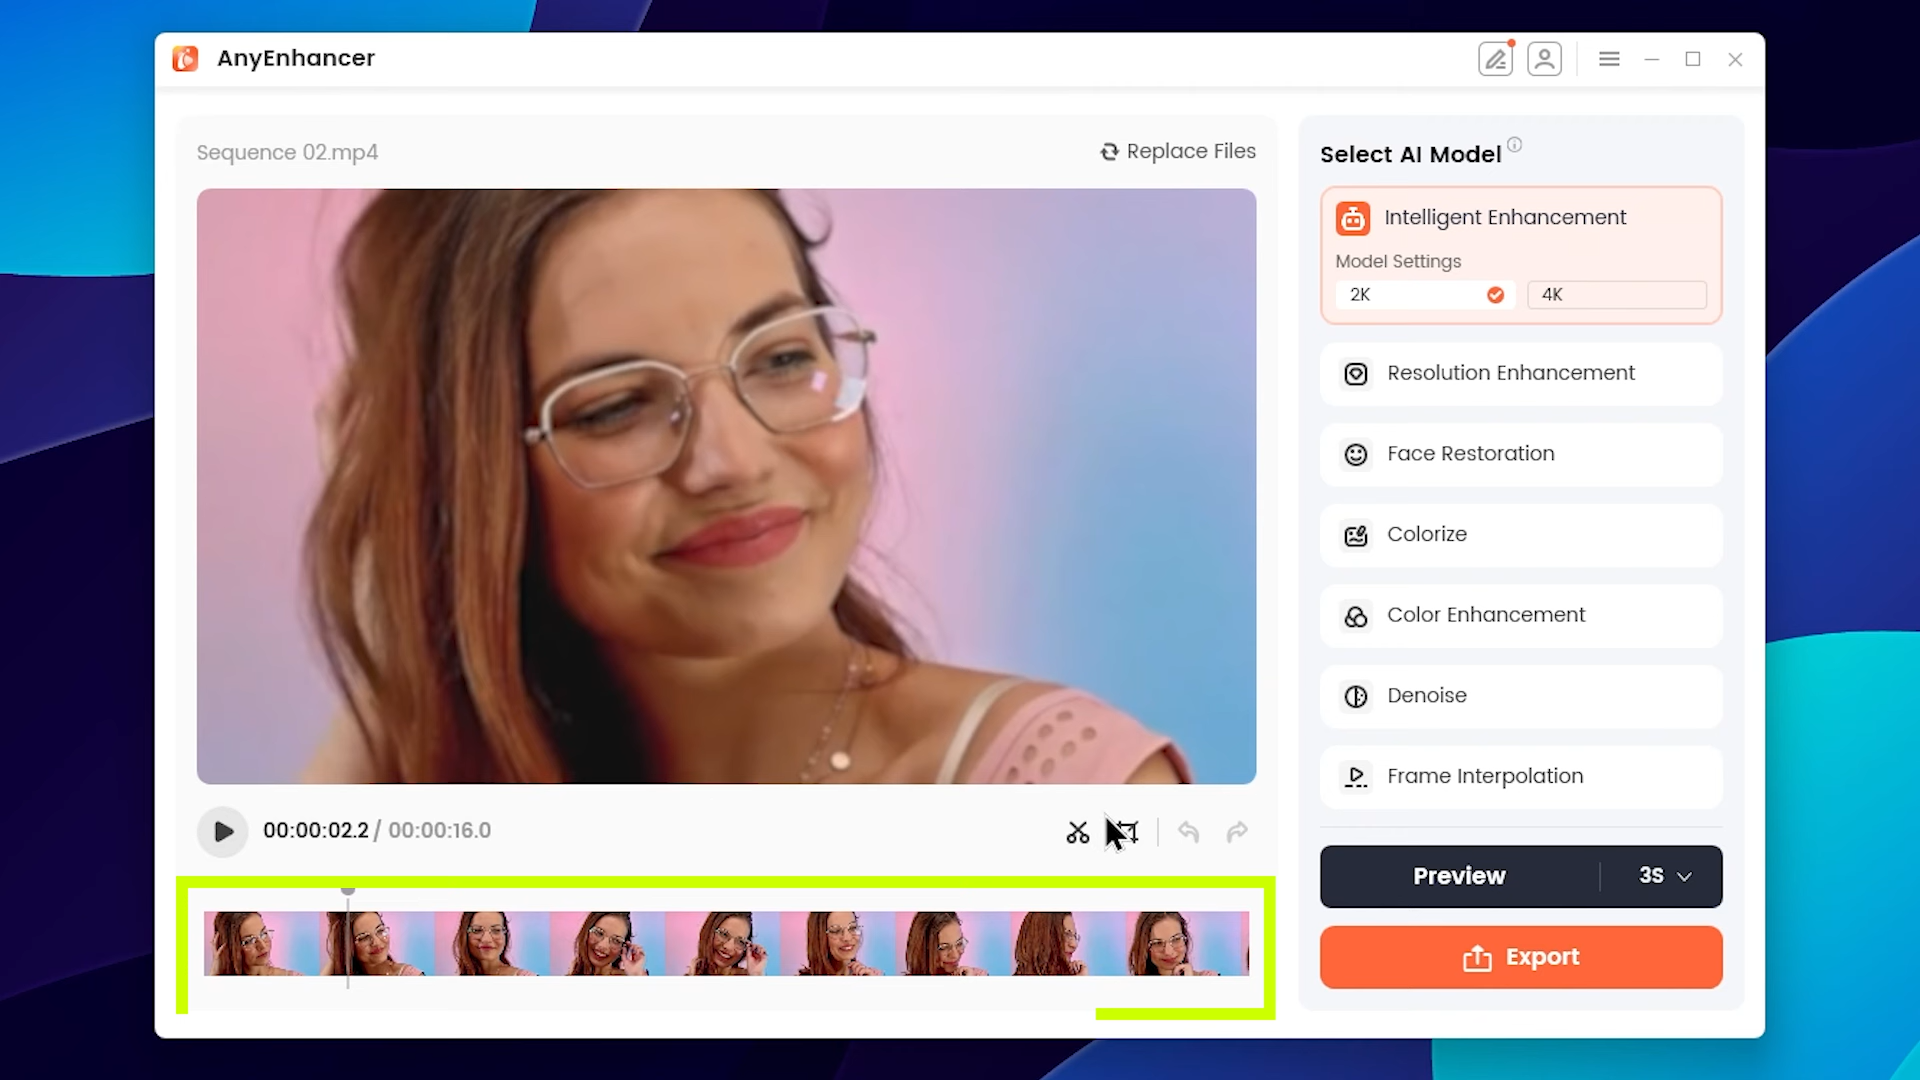 AnyEnhancer
Sequence 02.mp4
Replace Files
Select AI Model
Intelligent Enhancement
Model Settings
2K
4K
Resolution Enhancement
Face Restoration
Colorize
Color Enhancement
Denoise
Frame Interpolation
00:00:02.2 / 00:00:16.0
Preview 3S
Export